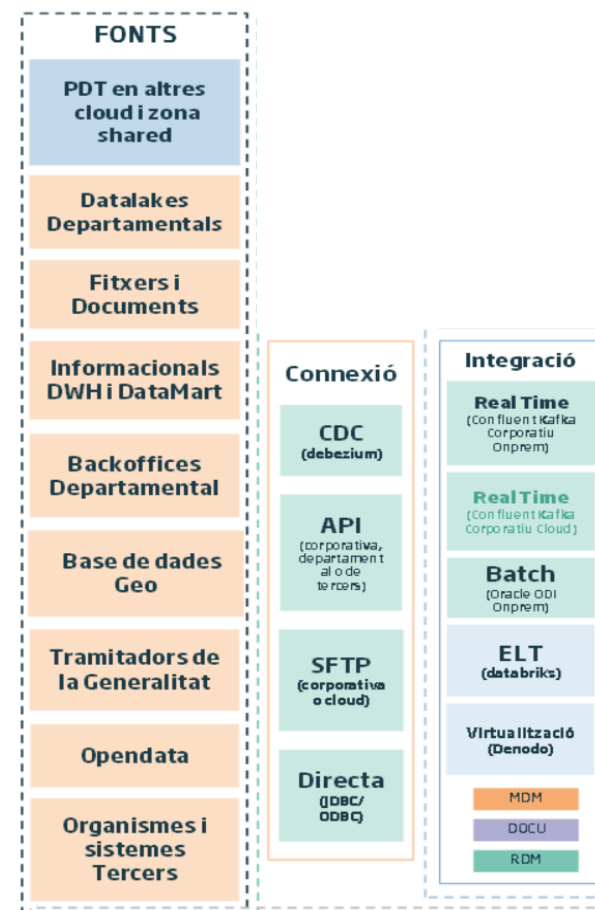 FONTS
PDT en altres
cloud i zona
shared
Datalakes
Departamentals
Fitxers i
Documents
Informacionals
DWH i DataMart
Backoffices
Departamental
Base de dades
Geo
Tramitadors de
la Generalitat
Opendata
Organismes i
sistemes
Tercers
Connexió
CDC
(debezium)
API
(corporativa,
department
al o de
tercers)
SFTP
(corporativa
o cloud)
Directa
(JDBC/
ODBC)
Integració
Real Time
(Confluent Kafka
Corporatiu
Onprem)
Real Time
(Confluent Kafka
Corporatiu Cloud)
Batch
(Oracle ODI
Onprem)
ELT
(databriks)
Virtualització
(Denodo)
MDM
DOCU
RDM